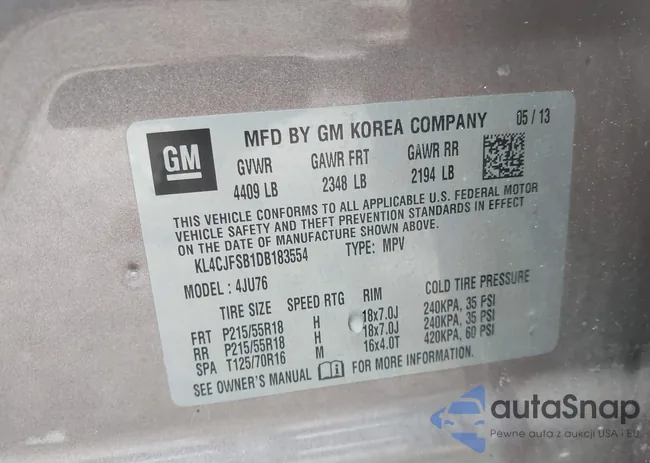 GM
MFD BY GM KOREA COMPANY 05 / 13
GVWR GAWR FRT GAWR RR
4409 LB 2348 LB 2194 LB
THIS VEHICLE CONFORMS TO ALL APPLICABLE U.S. FEDERAL MOTOR
VEHICLE SAFETY AND THEFT PREVENTION STANDARDS IN EFFECT
ON THE DATE OF MANUFACTURE SHOWN ABOVE.
KL4CJFSB1DB183554 TYPE: MPV
MODEL : 4JU76
TIRE SIZE SPEED RTG RIM COLD TIRE PRESSURE
FRT P215/55R18 H 18x7.0J 240KPA, 35 PSI
RR P215/55R18 H 18x7.0J 240KPA, 35 PSI
SPA T125/70R16 M 16x4.0T 420KPA, 60 PSI
SEE OWNER'S MANUAL FOR MORE INFORMATION.
autaSnap
Pewne auta z aukcji USA i EU